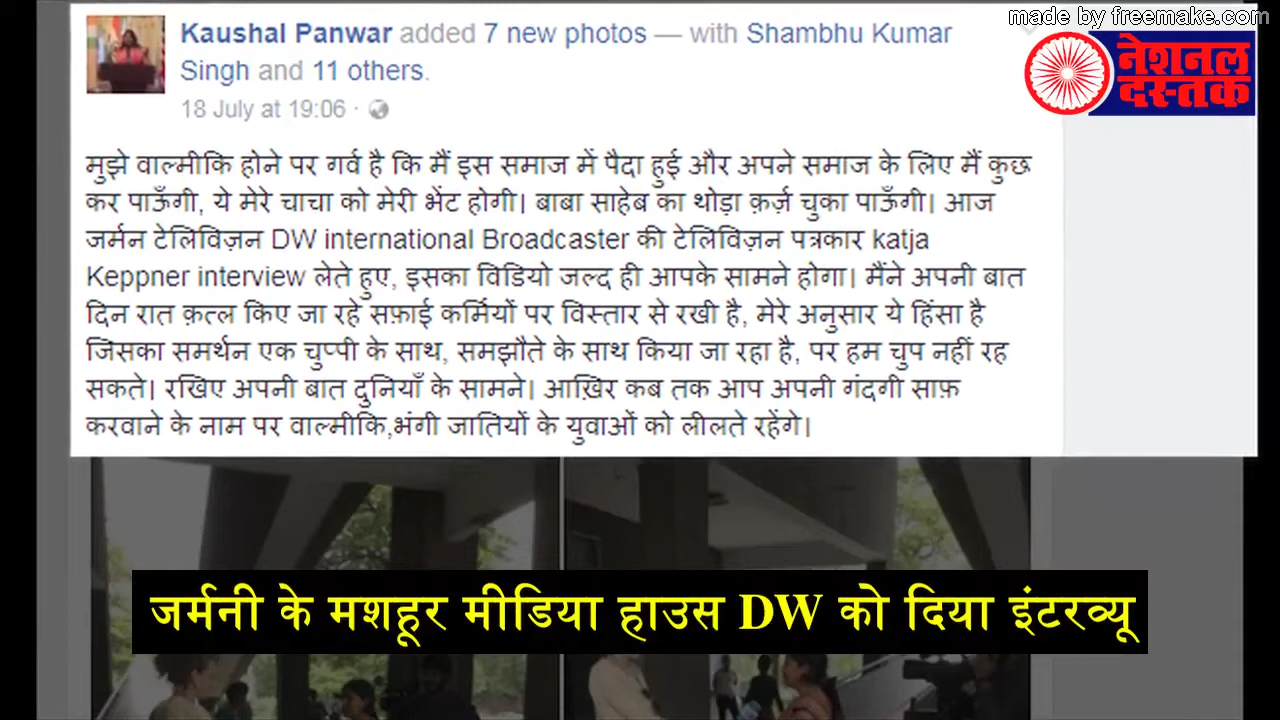 made by freemake.com
नेशनल
दस्तक
Kaushal Panwar added 7 new photos — with Shambhu Kumar
Singh and 11 others.
18 July at 19:06 ·
मुझे वाल्मीकि होने पर गर्व है कि मैं इस समाज में पैदा हुई और अपने समाज के लिए मैं कुछ
कर पाऊँगी, ये मेरे चाचा को मेरी भेंट होगी। बाबा साहेब का थोड़ा क़र्ज़ चुका पाऊँगी। आज
जर्मन टेलिविज़न DW international Broadcaster की टेलिविज़न पत्रकार katja
Keppner interview लेते हुए, इसका विडियो जल्द ही आपके सामने होगा। मैंने अपनी बात
दिन रात क़त्ल किए जा रहे सफ़ाई कर्मियों पर विस्तार से रखी है, मेरे अनुसार ये हिंसा है
जिसका समर्थन एक चुप्पी के साथ, समझौते के साथ किया जा रहा है, पर हम चुप नहीं रह
सकते। रखिए अपनी बात दुनियाँ के सामने। आख़िर कब तक आप अपनी गंदगी साफ़
करवाने के नाम पर वाल्मीकि,भंगी जातियों के युवाओं को लीलते रहेंगे।
जर्मनी के मशहूर मीडिया हाउस DW को दिया इंटरव्यू